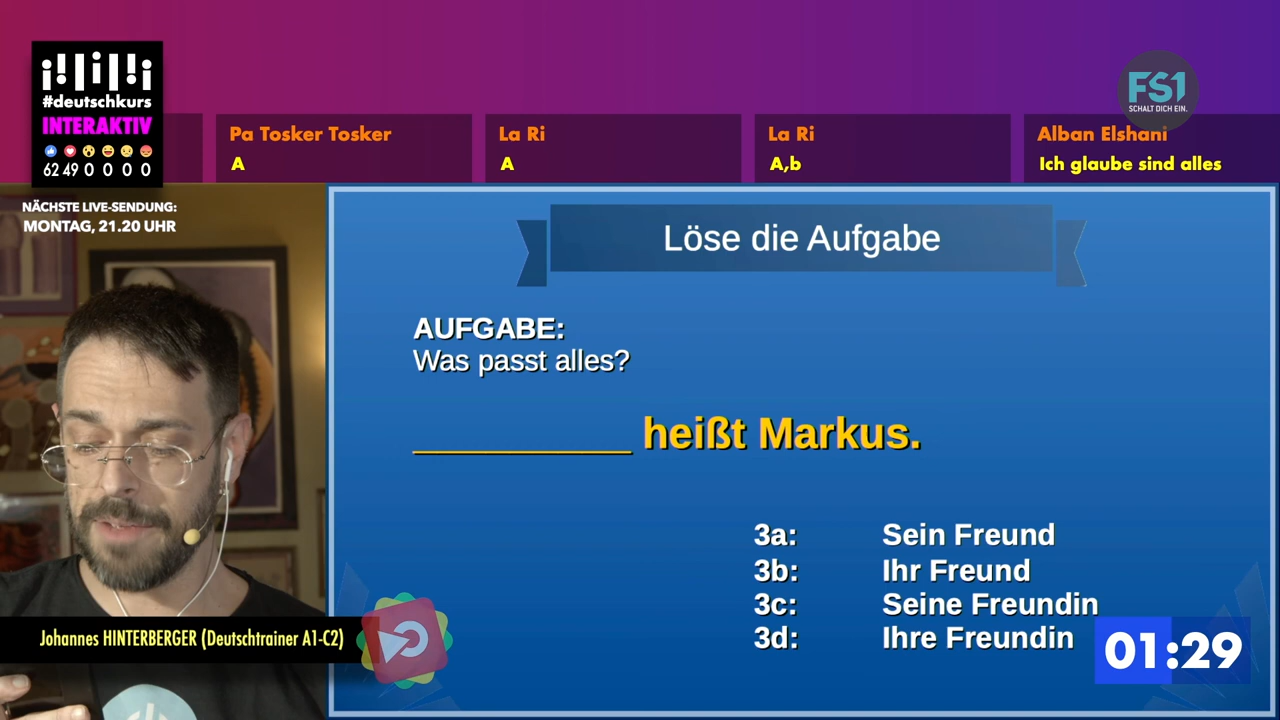 #deutschkurs
INTERAKTIV
62 49 0 0 0 0
FS1
SCHALT DICH EIN.
Pa Tosker Tosker
A
La Ri
A
La Ri
A,b
Alban Elshani
Ich glaube sind alles
NÄCHSTE LIVE-SENDUNG:
MONTAG, 21.20 UHR
Löse die Aufgabe
AUFGABE:
Was passt alles?
__________ heißt Markus.
3a: Sein Freund
3b: Ihr Freund
3c: Seine Freundin
3d: Ihre Freundin
Johannes HINTERBERGER (Deutschtrainer A1-C2)
01:29